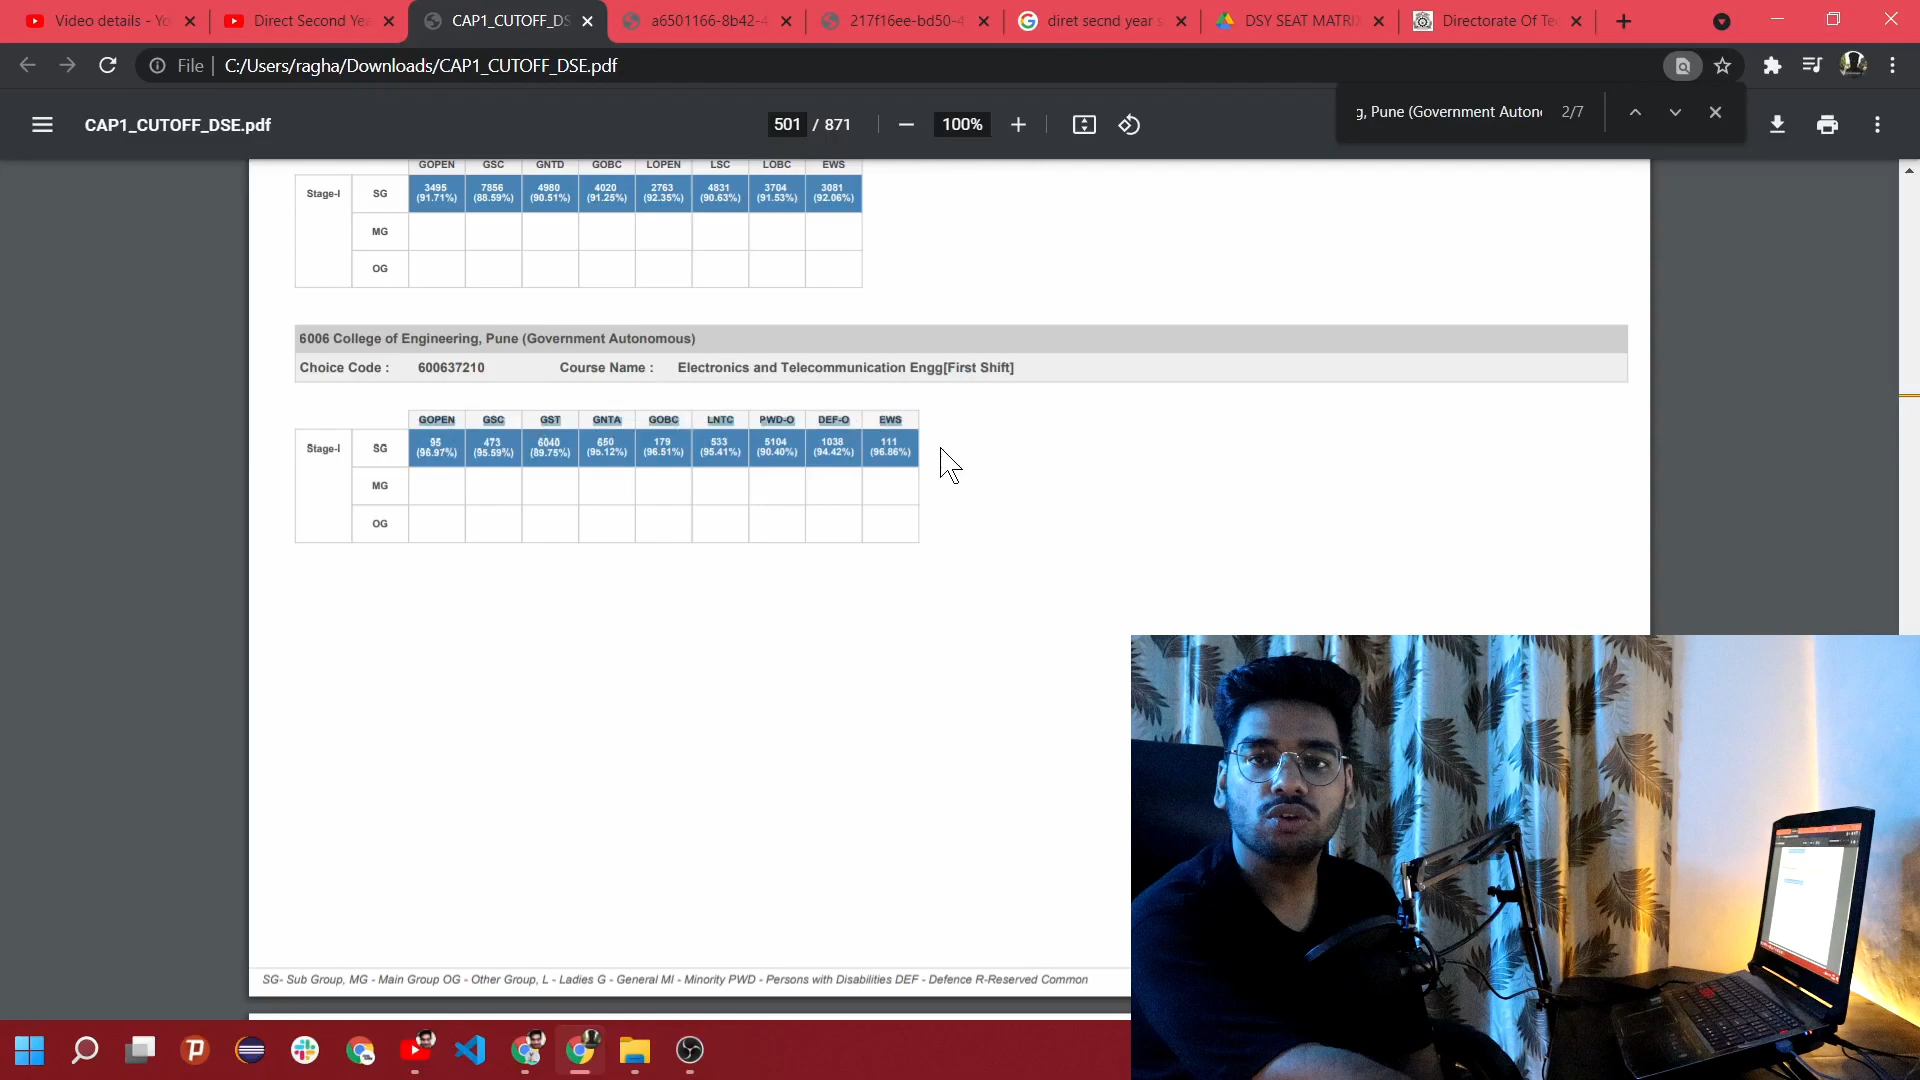 Video details - Yo
Direct Second Yea
CAP1_CUTOFF_DS
a6501166-8b42-4
217f16ee-bd50-4
diret secnd year s
DSY SEAT MATRI
Directorate Of Te
File
C:/Users/ragha/Downloads/CAP1_CUTOFF_DSE.pdf
CAP1_CUTOFF_DSE.pdf
501 / 871
100%
g, Pune (Government Auton
2/7
GOPEN GSC GNTD GOBC LOPEN LSC LOBC EWS
Stage-I SG 3495 7856 4980 4020 2763 4831 3704 3081
(91.71%) (88.59%) (90.51%) (91.25%) (92.35%) (90.63%) (91.53%) (92.06%)
MG
OG
6006 College of Engineering, Pune (Government Autonomous)
Choice Code : 600637210 Course Name : Electronics and Telecommunication Engg[First Shift]
GOPEN GSC GST GNTA GOBC LNTC PWD-O DEF-O EWS
Stage-I SG 95 473 6040 650 179 533 5104 1038 111
(96.97%) (95.59%) (89.75%) (95.12%) (96.51%) (95.41%) (90.40%) (94.42%) (96.86%)
MG
OG
SG- Sub Group, MG - Main Group OG - Other Group, L - Ladies G - General MI - Minority PWD - Persons with Disabilities DEF - Defence R-Reserved Common